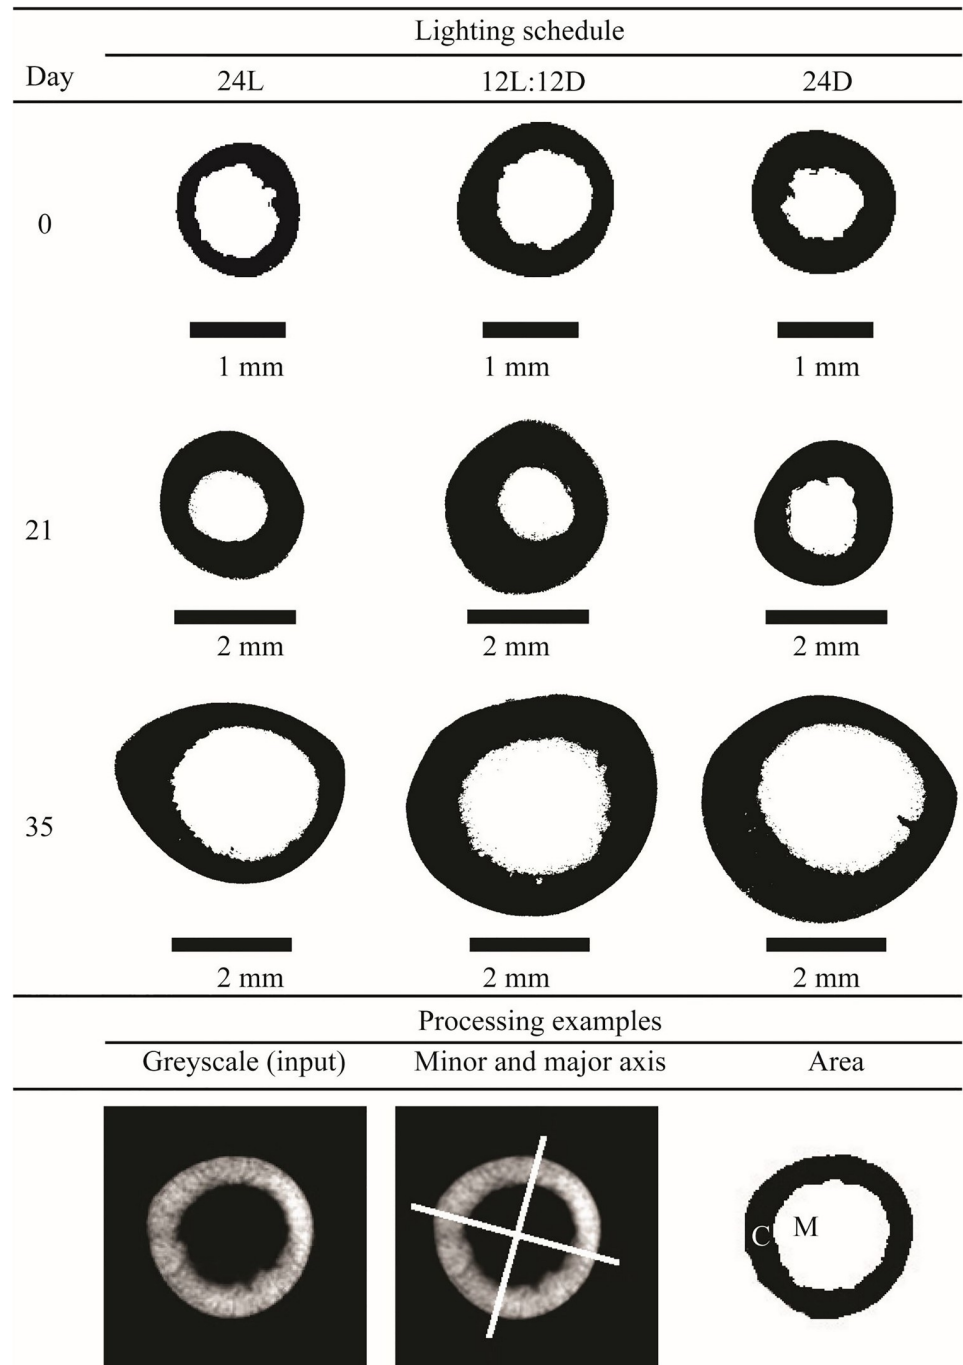 Lighting schedule
Day 24L 12L:12D 24D
0
1 mm 1 mm 1 mm
21
2 mm 2 mm 2 mm
35
2 mm 2 mm 2 mm
Processing examples
Greyscale (input) Minor and major axis Area
C M